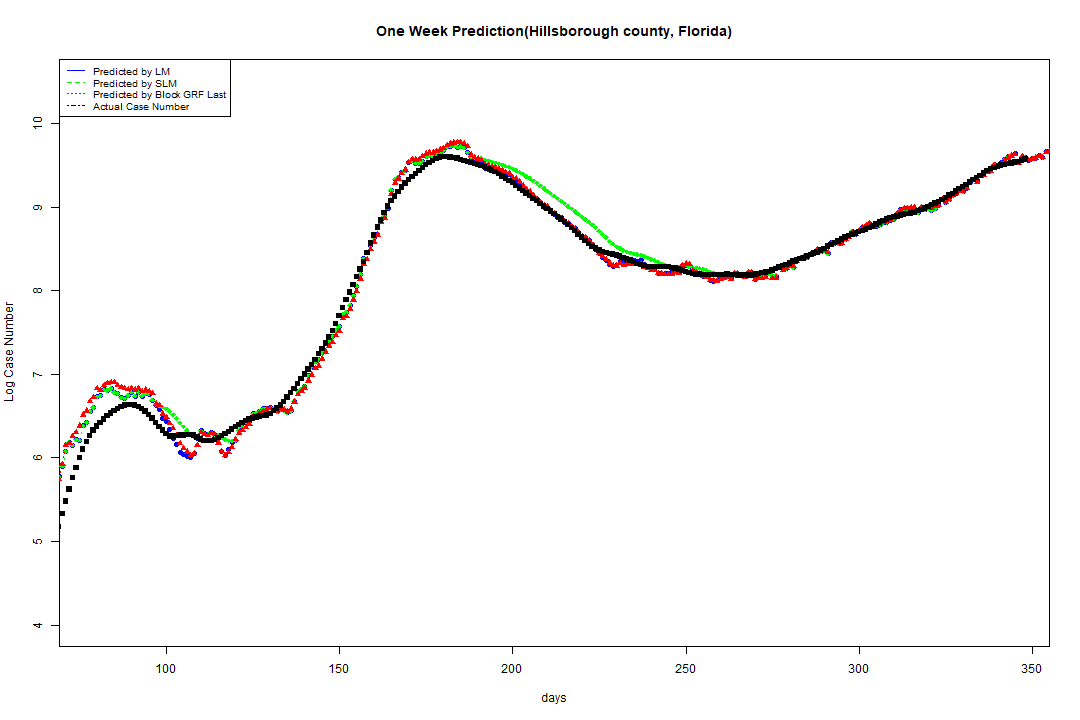 One Week Prediction(Hillsborough county, Florida)
Predicted by LM
Predicted by SLM
Predicted by Block GRF Last
Actual Case Number
10
9
8
7
6
5
4
Log Case Number
100 150 200 250 300 350
days